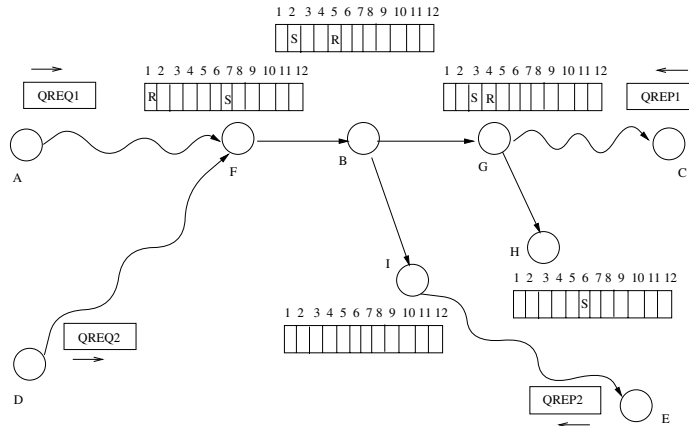 1 2 3 4 5 6 7 8 9 10 11 12
S R
1 2 3 4 5 6 7 8 9 10 11 12
R S
1 2 3 4 5 6 7 8 9 10 11 12
S R
QREQ1
QREP1
A
F
B
G
C
H
I
1 2 3 4 5 6 7 8 9 10 11 12
S
1 2 3 4 5 6 7 8 9 10 11 12
QREQ2
D
QREP2
E